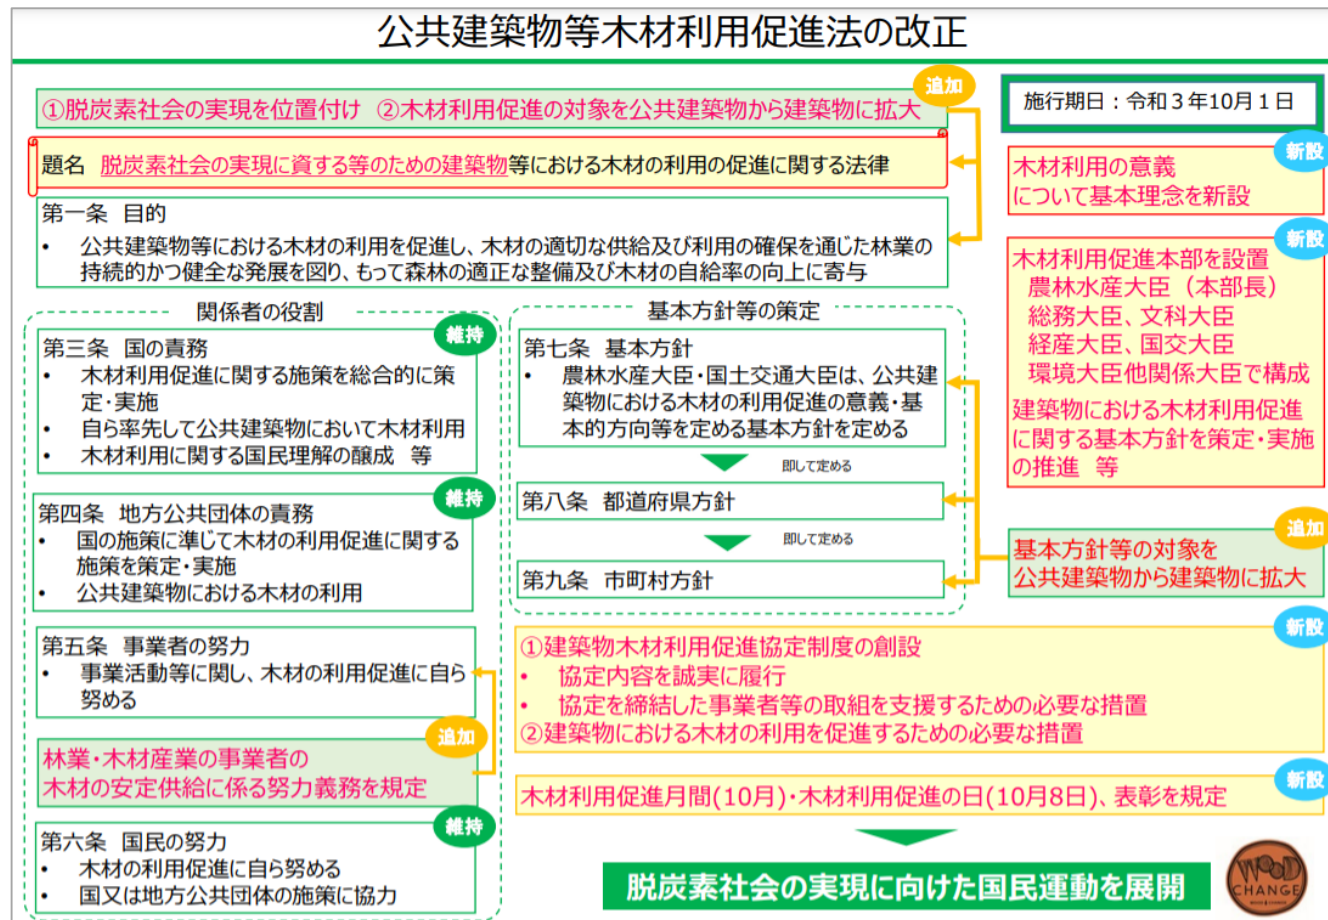 公共建築物等木材利用促進法の改正
追加
①脱炭素社会の実現を位置付け ②木材利用促進の対象を公共建築物から建築物に拡大
題名 脱炭素社会の実現に資する等のための建築物等における木材の利用の促進に関する法律
第一条 目的
• 公共建築物等における木材の利用を促進し、木材の適切な供給及び利用の確保を通じた林業の
持続的かつ健全な発展を図り、もって森林の適正な整備及び木材の自給率の向上に寄与
関係者の役割
維持
第三条 国の責務
• 木材利用促進に関する施策を総合的に策
定・実施
• 自ら率先して公共建築物において木材利用
• 木材利用に関する国民理解の醸成 等
維持
第四条 地方公共団体の責務
• 国の施策に準じて木材の利用促進に関する
施策を策定・実施
• 公共建築物における木材の利用
第五条 事業者の努力
• 事業活動等に関し、木材の利用促進に自ら
努める
追加
林業・木材産業の事業者の
木材の安定供給に係る努力義務を規定
維持
第六条 国民の努力
• 木材の利用促進に自ら努める
• 国又は地方公共団体の施策に協力
基本方針等の策定
第七条 基本方針
• 農林水産大臣・国土交通大臣は、公共建
築物における木材の利用促進の意義・基
本的方向等を定める基本方針を定める
即して定める
第八条 都道府県方針
即して定める
第九条 市町村方針
施行期日：令和３年10月１日
新設
木材利用の意義
について基本理念を新設
新設
木材利用促進本部を設置
農林水産大臣（本部長）
総務大臣、文科大臣
経産大臣、国交大臣
環境大臣他関係大臣で構成
建築物における木材利用促進
に関する基本方針を策定・実施
の推進 等
追加
基本方針等の対象を
公共建築物から建築物に拡大
新設
①建築物木材利用促進協定制度の創設
• 協定内容を誠実に履行
• 協定を締結した事業者等の取組を支援するための必要な措置
②建築物における木材の利用を促進するための必要な措置
新設
木材利用促進月間(10月)・木材利用促進の日(10月8日)、表彰を規定
脱炭素社会の実現に向けた国民運動を展開
WOOD
CHANGE